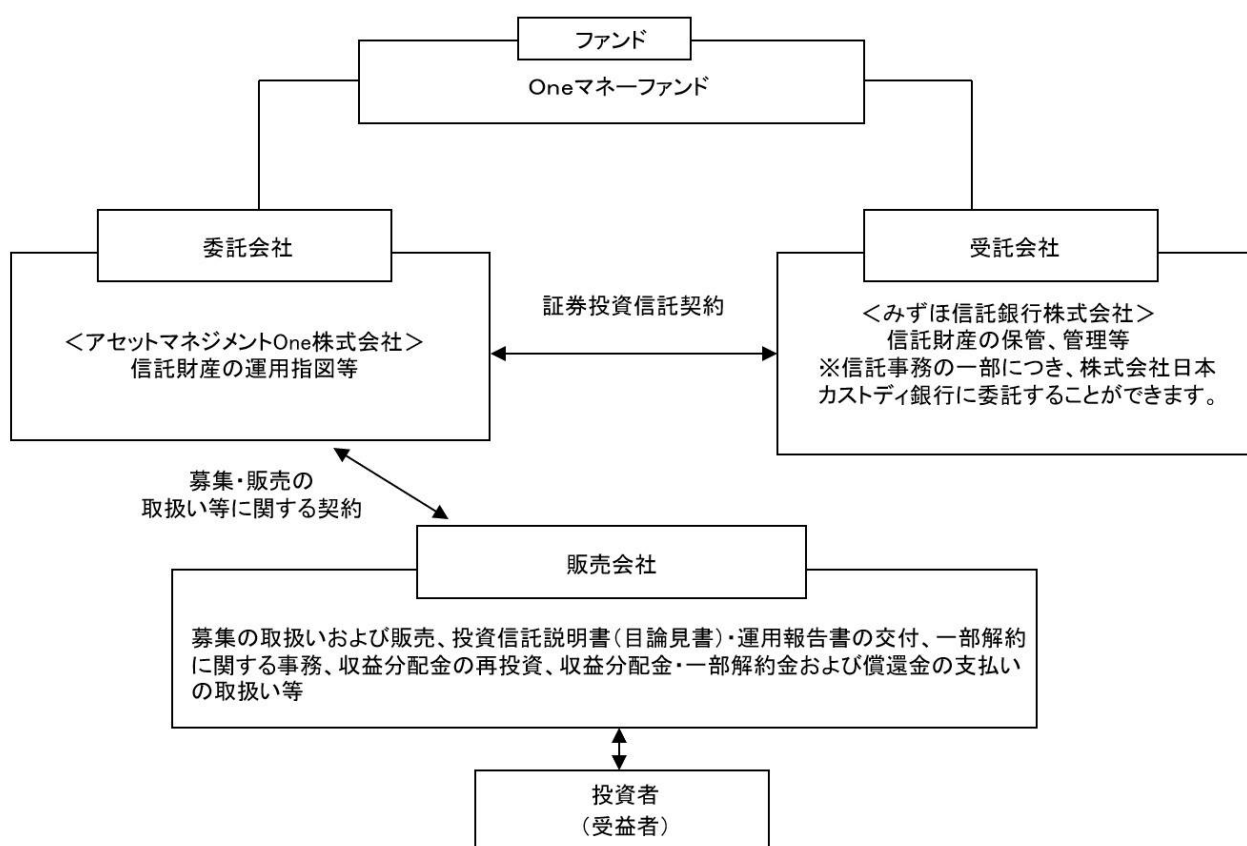 ファンド
Oneマネーファンド
委託会社
<アセットマネジメントOne株式会社>
信託財産の運用指図等
証券投資信託契約
受託会社
<みずほ信託銀行株式会社>
信託財産の保管、管理等
※信託事務の一部につき、株式会社日本
カストディ銀行に委託することができます。
募集・販売の
取扱い等に関する契約
販売会社
募集の取扱いおよび販売、投資信託説明書(目論見書)・運用報告書の交付、一部解約
に関する事務、収益分配金の再投資、収益分配金・一部解約金および償還金の支払い
の取扱い等
投資者
(受益者)